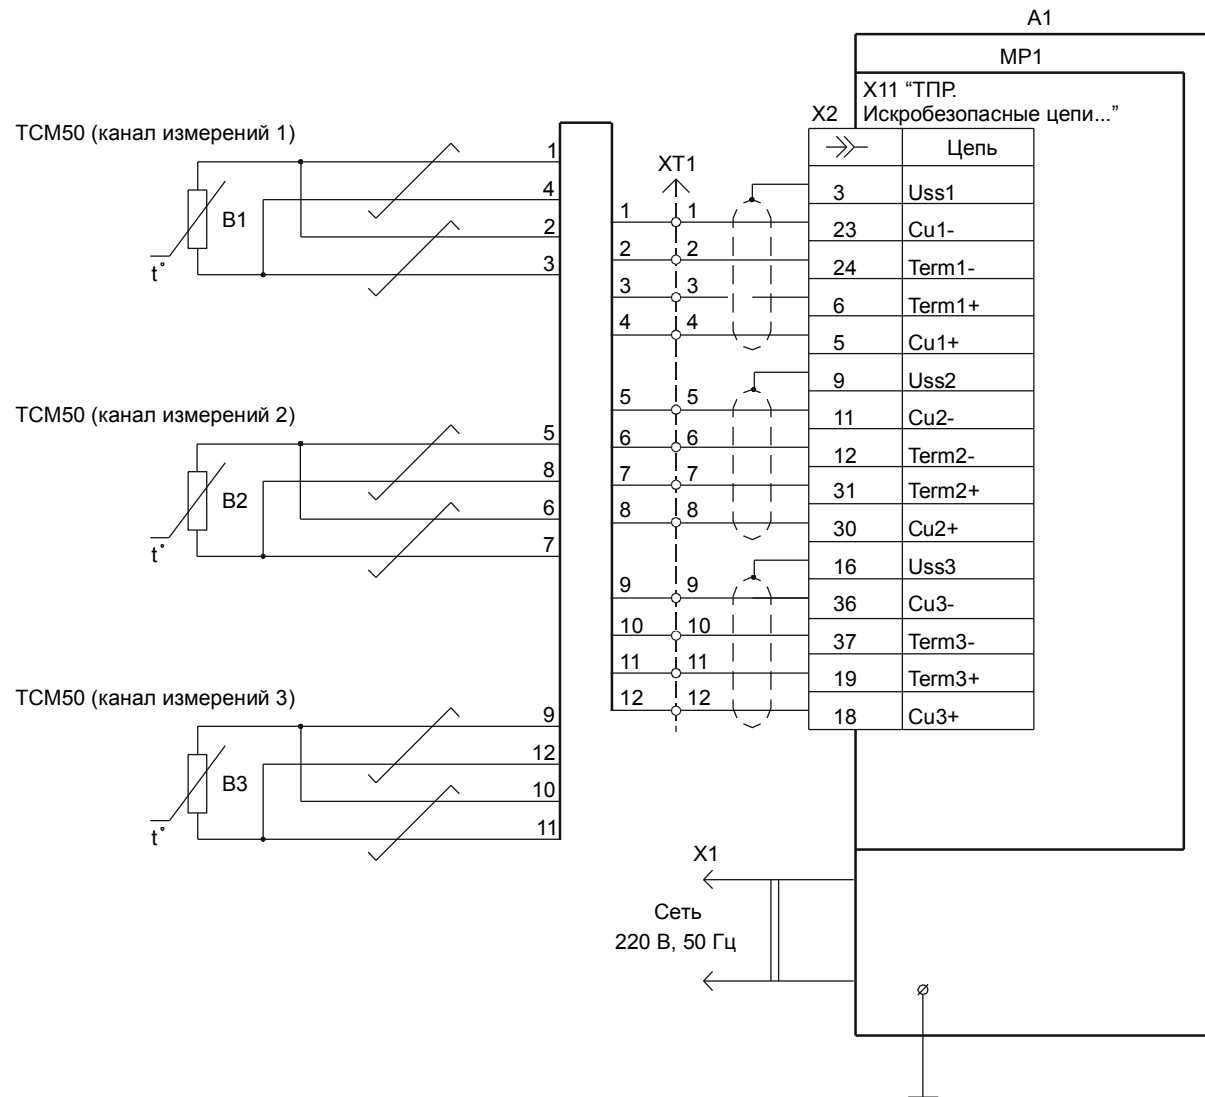 A1
MP1
X11 “ТПР.
Искробезопасные цепи...”
X2
Цепь
3 Uss1
23 Cu1-
24 Term1-
6 Term1+
5 Cu1+
9 Uss2
11 Cu2-
12 Term2-
31 Term2+
30 Cu2+
16 Uss3
36 Cu3-
37 Term3-
19 Term3+
18 Cu3+
ТСМ50 (канал измерений 1)
B1
t°
1
4
2
3
ТСМ50 (канал измерений 2)
B2
t°
5
8
6
7
ТСМ50 (канал измерений 3)
B3
t°
9
12
10
11
XT1
1 1
2 2
3 3
4 4
5 5
6 6
7 7
8 8
9 9
10 10
11 11
12 12
X1
Сеть
220 В, 50 Гц